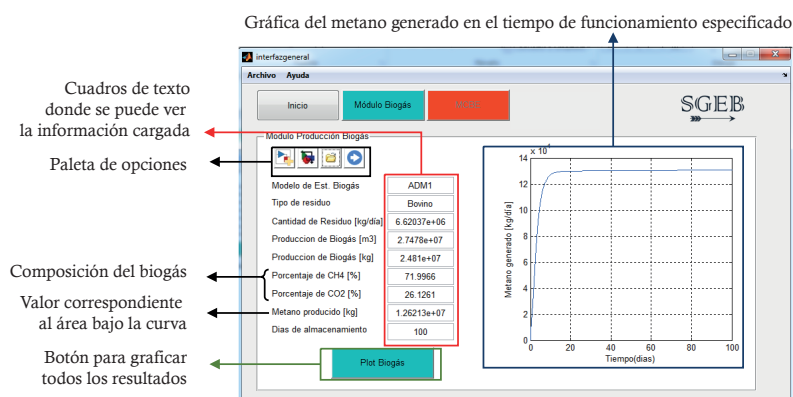 Gráfica del metano generado en el tiempo de funcionamiento especificado
interfazgeneral
Archivo Ayuda
Inicio
Módulo Biogás
SGEB
Cuadros de texto
donde se puede ver
la información cargada
Paleta de opciones
Composición del biogás
Valor correspondiente
al área bajo la curva
Botón para graficar
todos los resultados
Modulo Producción Biogás
Modelo de Est. Biogás ADM1
Tipo de residuo Bovino
Cantidad de Residuo [kg/día] 6.62037e+06
Produccion de Biogás [m3] 2.7478e+07
Produccion de Biogás [kg] 2.481e+07
Porcentaje de CH4 [%] 71.9966
Porcentaje de CO2 [%] 26.1261
Metano producido [kg] 1.26213e+07
Dias de almacenamiento 100
Plot Biogás
x 10^4
14
12
10
8
6
4
2
0
Metano generado [kg/día]
0 20 40 60 80 100
Tiempo(dias)